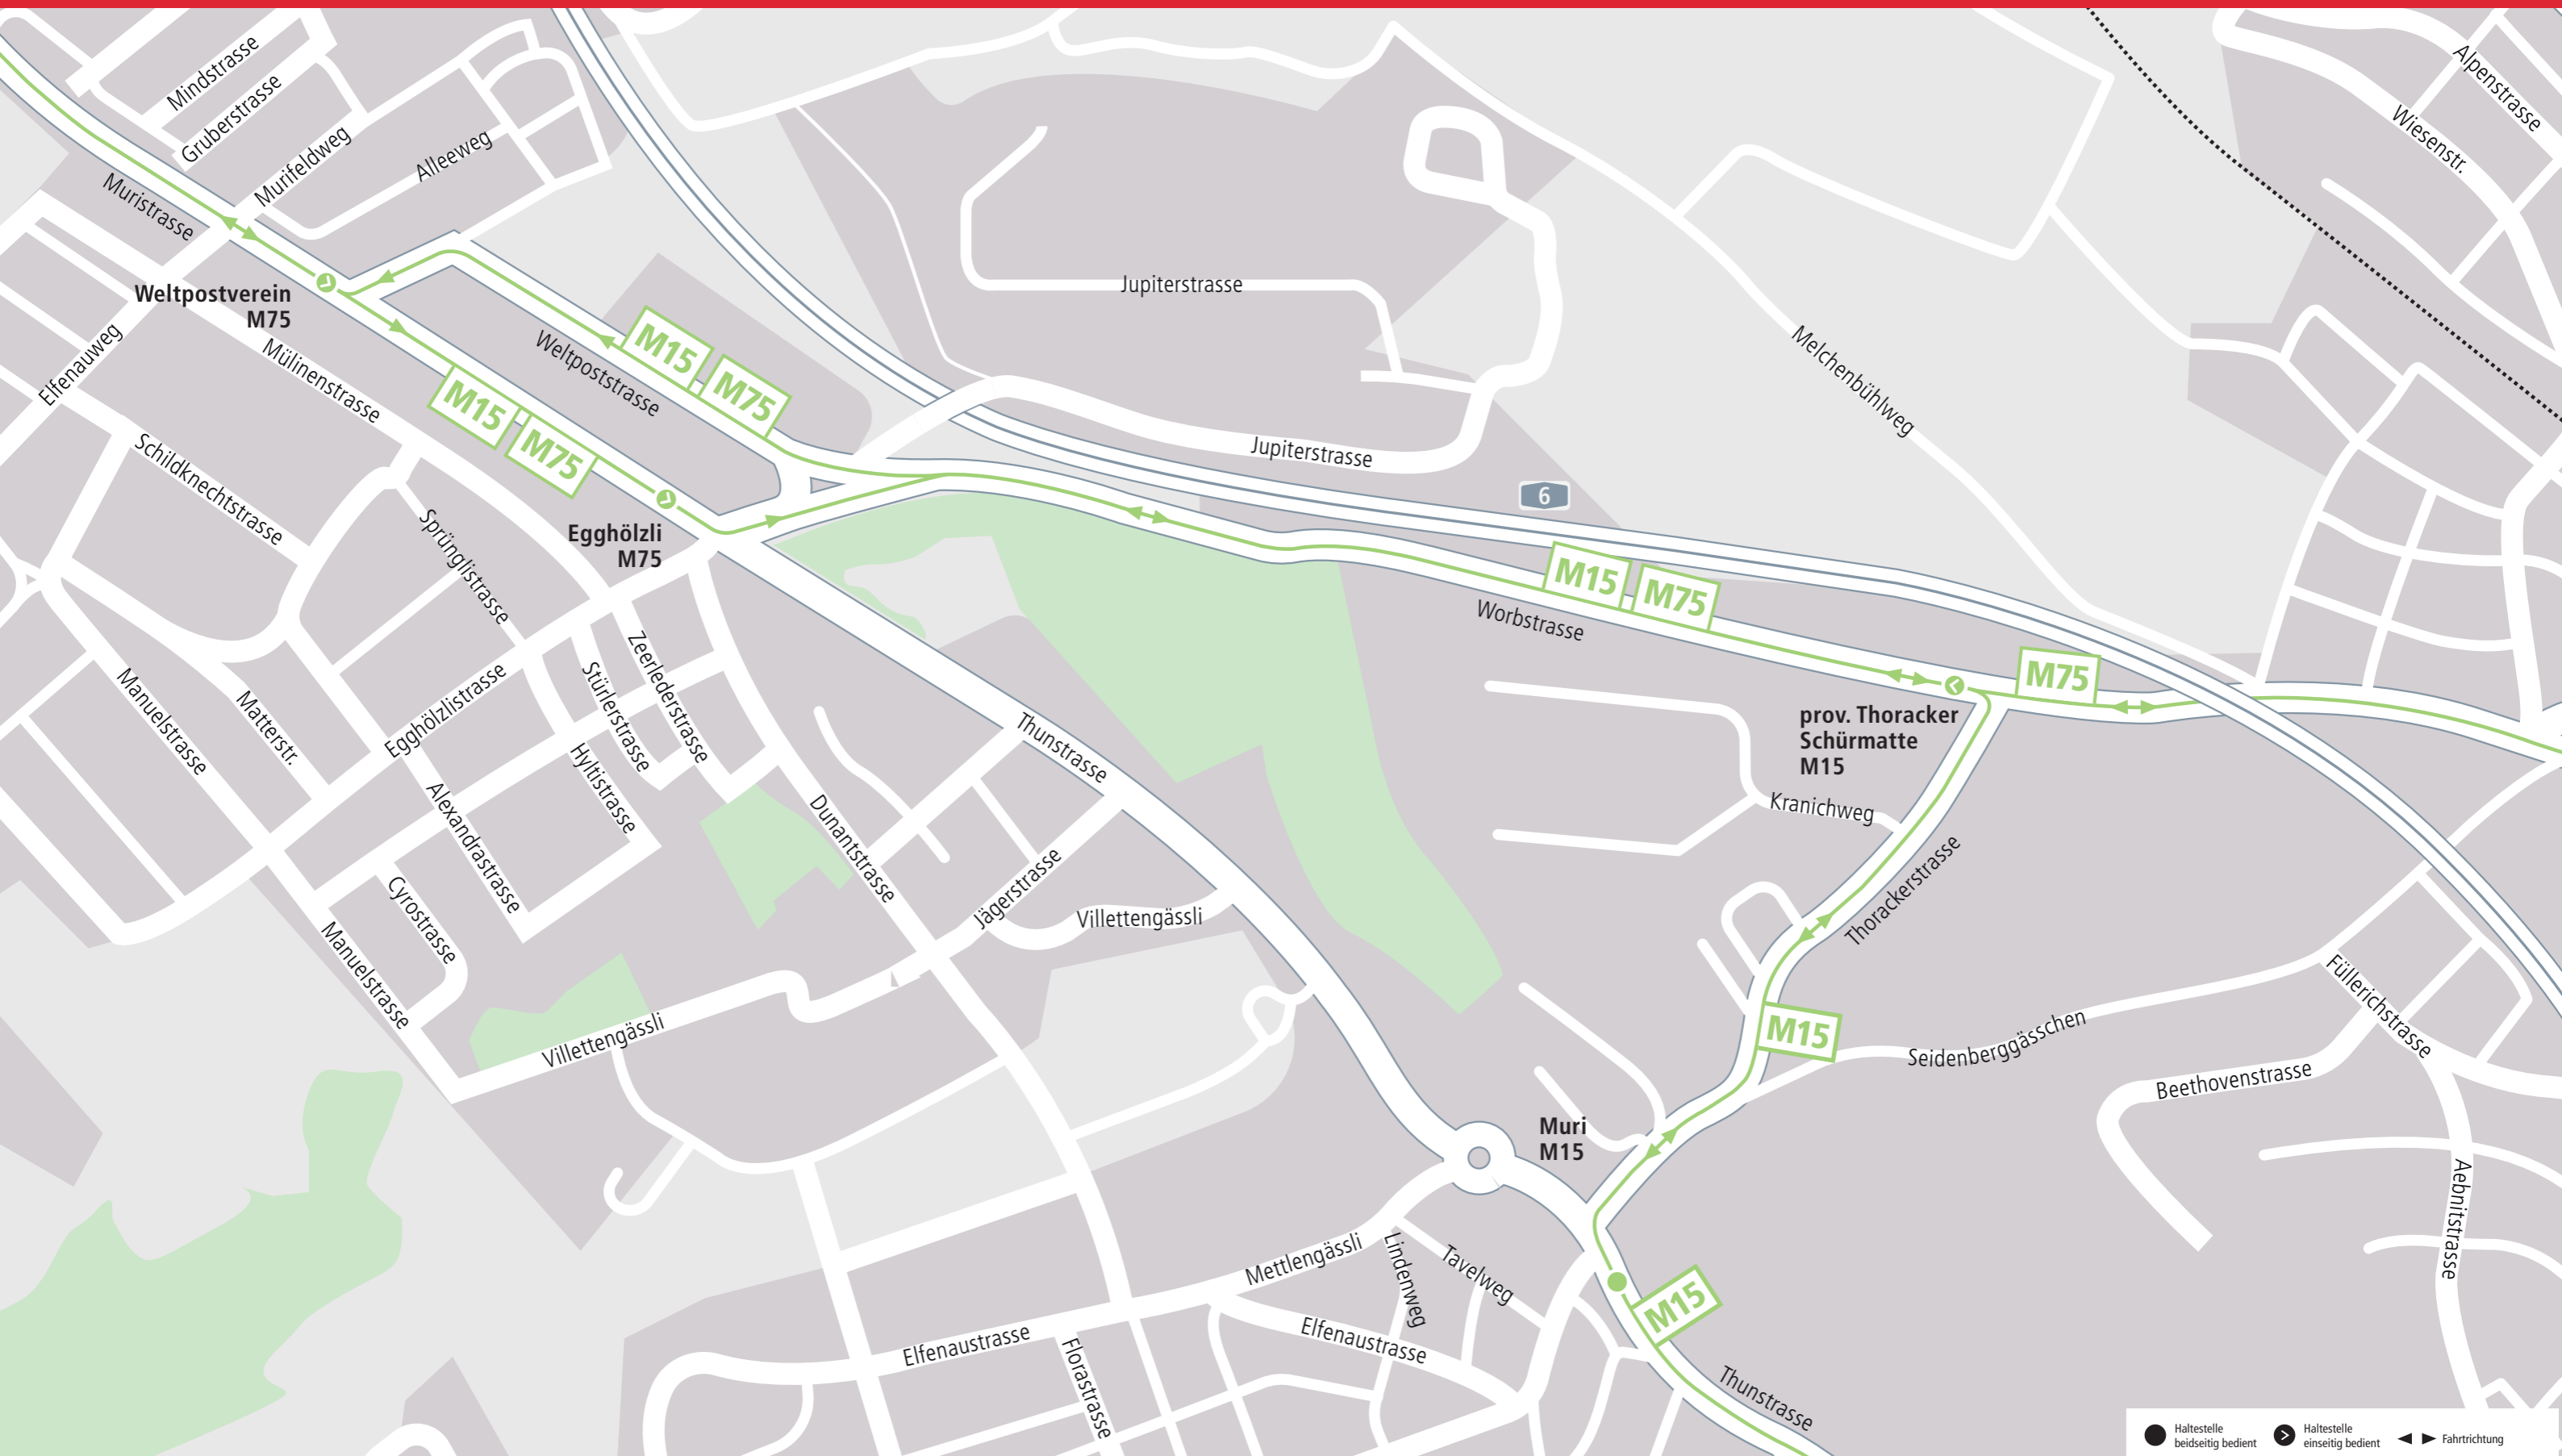 Mindstrasse
Gruberstrasse
Murifeldweg
Alleeweg
Muristrasse
Alpenstrasse
Wiesenstr.
Weltpostverein
M75
Elfenauweg
Mülinenstrasse
Weltpoststrasse
M15
M75
M15
M75
Jupiterstrasse
Jupiterstrasse
Melchenbühlweg
6
Schildknechtstrasse
Sprünglistrasse
Egghölzli
M75
M15
M75
Worbstrasse
M75
prov. Thoracker
Schürmatte
M15
Manuelstrasse
Matterstr.
Egghölzlistrasse
Stürlerstrasse
Zeerlederstrasse
Hyltistrasse
Alexandrastrasse
Thunstrasse
Dunantstrasse
Kranichweg
Thorackerstrasse
Cyrostrasse
Manuelstrasse
Jägerstrasse
Villettengässli
Villettengässli
M15
Seidenberggässchen
Füllerichstrasse
Beethovenstrasse
Aebnitstrasse
Muri
M15
Mettlengässli
Lindenweg
Tavelweg
M15
Elfenaustrasse
Elfenaustrasse
Florastrasse
Thunstrasse
Haltestelle
beidseitig bedient
Haltestelle
einseitig bedient
Fahrtrichtung